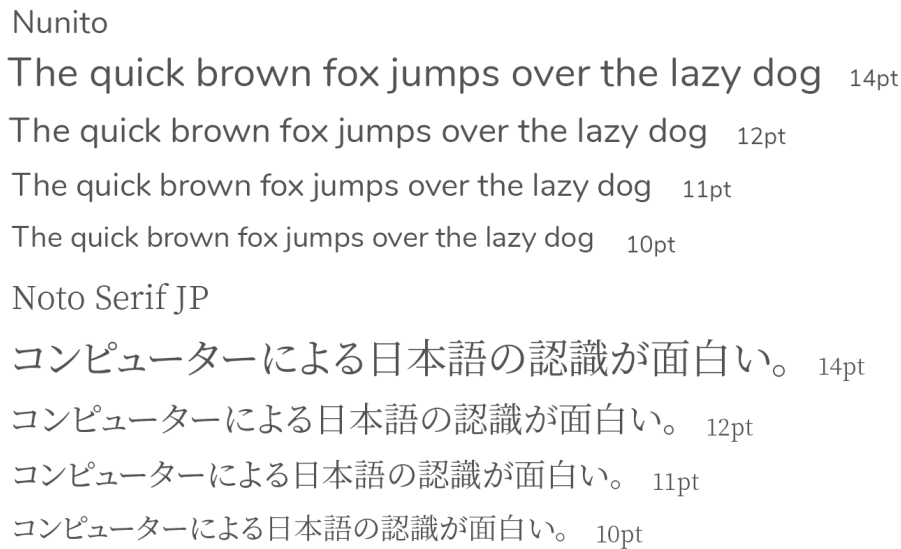 Nunito
The quick brown fox jumps over the lazy dog 14pt
The quick brown fox jumps over the lazy dog 12pt
The quick brown fox jumps over the lazy dog 11pt
The quick brown fox jumps over the lazy dog 10pt
Noto Serif JP
コンピューターによる日本語の認識が面白い。 14pt
コンピューターによる日本語の認識が面白い。 12pt
コンピューターによる日本語の認識が面白い。 11pt
コンピューターによる日本語の認識が面白い。 10pt